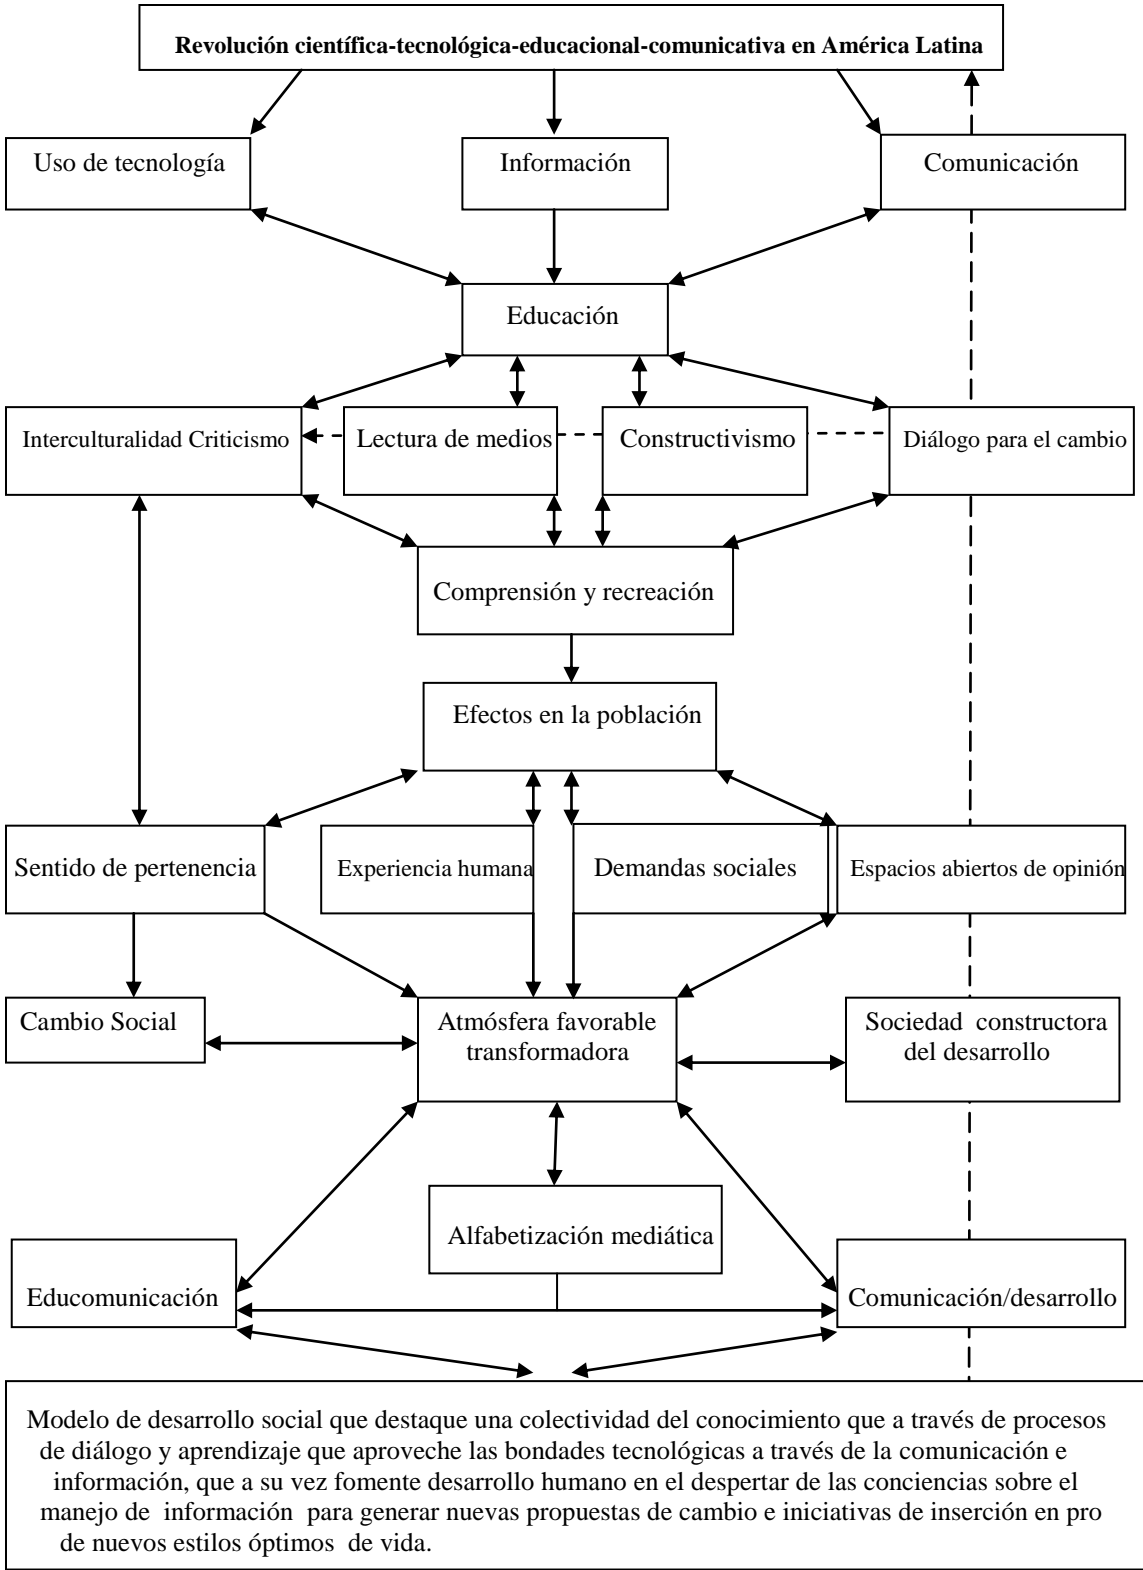 Revolución científica-tecnológica-educacional-comunicativa en América Latina
Uso de tecnología
Información
Comunicación
Educación
Interculturalidad Criticismo
Lectura de medios
Constructivismo
Diálogo para el cambio
Comprensión y recreación
Efectos en la población
Sentido de pertenencia
Experiencia humana
Demandas sociales
Espacios abiertos de opinión
Cambio Social
Atmósfera favorable
transformadora
Sociedad constructora
del desarrollo
Alfabetización mediática
Educomunicación
Comunicación/desarrollo
Modelo de desarrollo social que destaque una colectividad del conocimiento que a través de procesos
de diálogo y aprendizaje que aproveche las bondades tecnológicas a través de la comunicación e
información, que a su vez fomente desarrollo humano en el despertar de las conciencias sobre el
manejo de información para generar nuevas propuestas de cambio e iniciativas de inserción en pro
de nuevos estilos óptimos de vida.